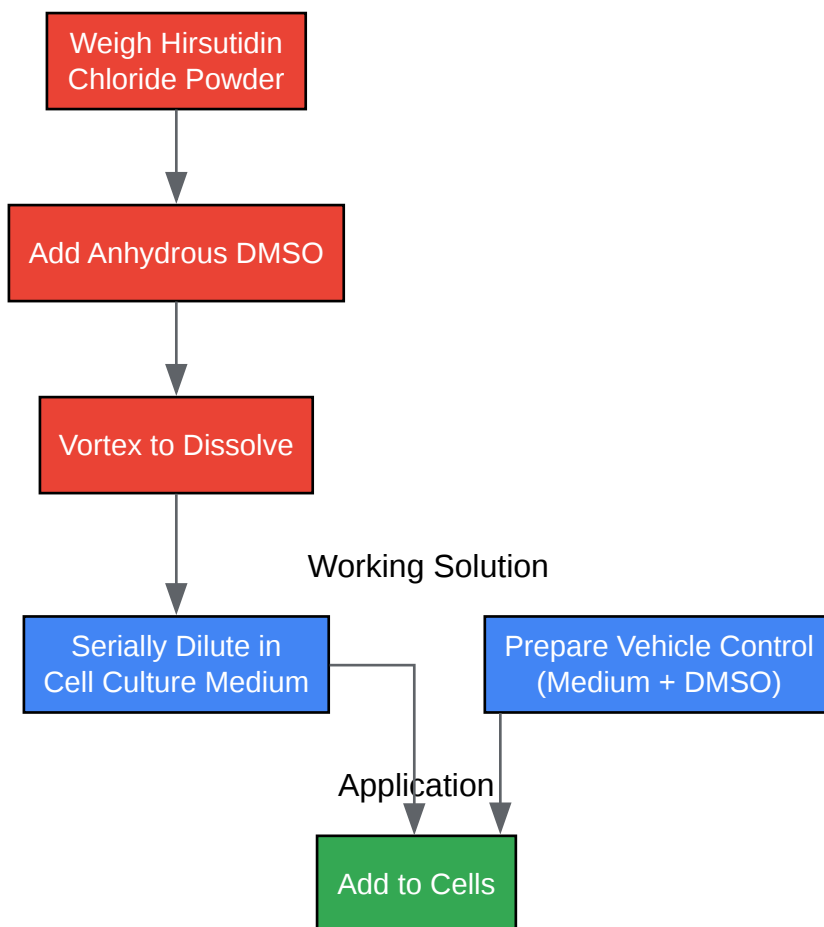 Weigh Hirsutidin
Chloride Powder
Add Anhydrous DMSO
Vortex to Dissolve
Working Solution
Serially Dilute in
Cell Culture Medium
Prepare Vehicle Control
(Medium + DMSO)
Application
Add to Cells